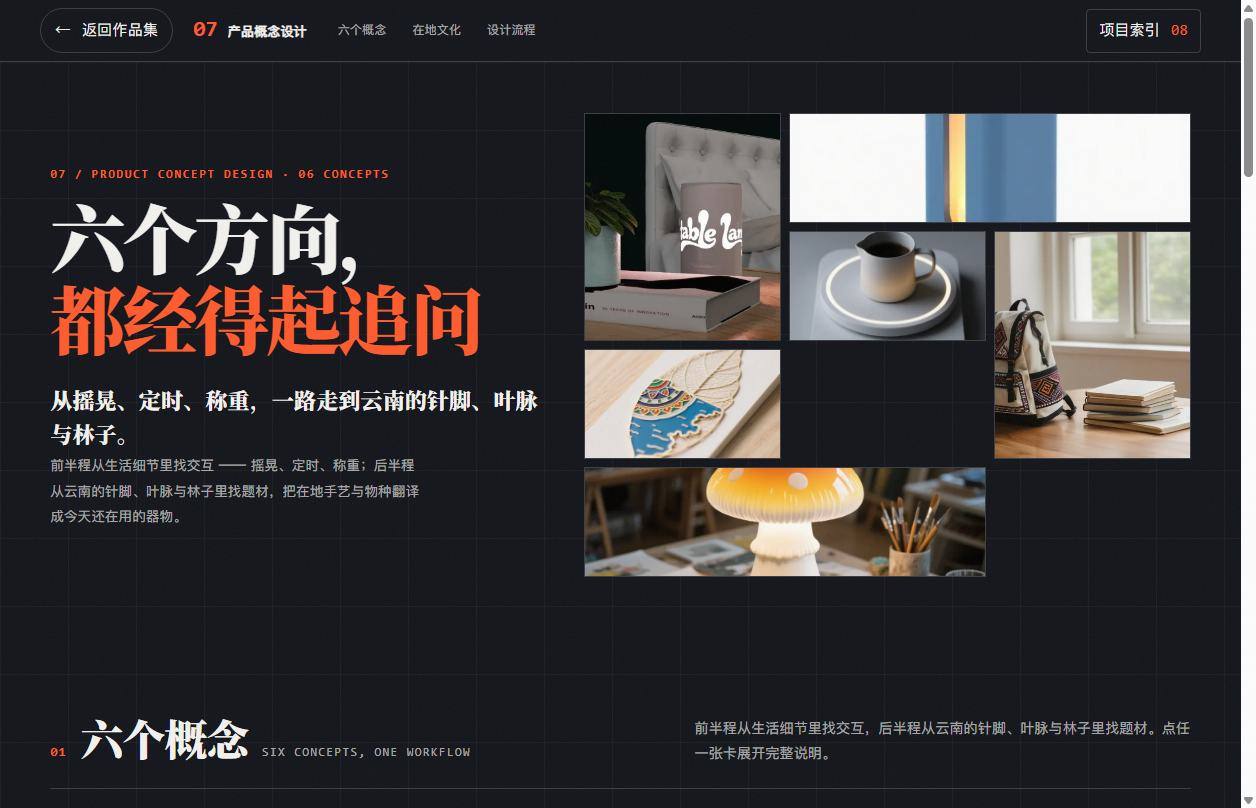 ← 返回作品集
07 产品概念设计
六个概念
在地文化
设计流程
项目索引 08
07 / PRODUCT CONCEPT DESIGN · 06 CONCEPTS
六个方向,
都经得起追问
从摇晃、定时、称重，一路走到云南的针脚、叶脉
与林子。
前半程从生活细节里找交互 —— 摇晃、定时、称重；后半程
从云南的针脚、叶脉与林子里找题材，把在地手艺与物种翻译
成今天还在用的器物。
able Lam
01 六个概念 SIX CONCEPTS, ONE WORKFLOW
前半程从生活细节里找交互，后半程从云南的针脚、叶脉与林子里找题材。点任
一张卡展开完整说明。